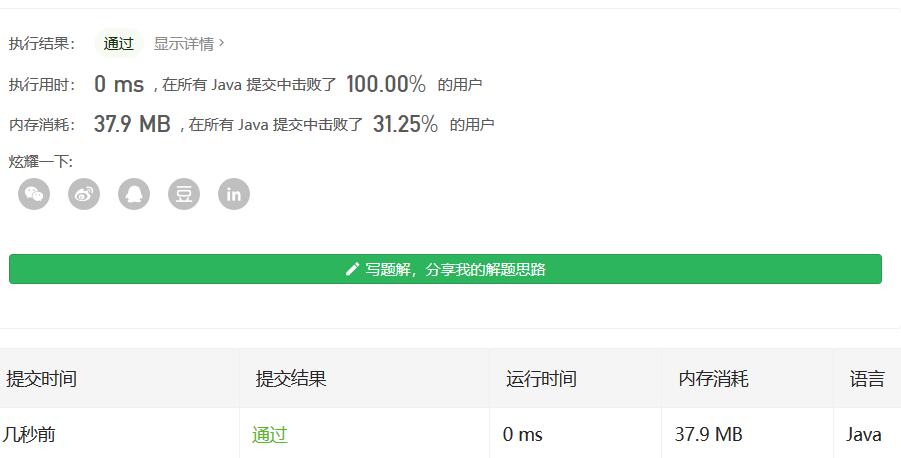 执行结果： 通过 显示详情 ›
执行用时： 0 ms , 在所有 Java 提交中击败了 100.00% 的用户
内存消耗： 37.9 MB , 在所有 Java 提交中击败了 31.25% 的用户
炫耀一下:
豆 in
写题解，分享我的解题思路
提交时间 提交结果 运行时间 内存消耗 语言
几秒前 通过 0 ms 37.9 MB Java